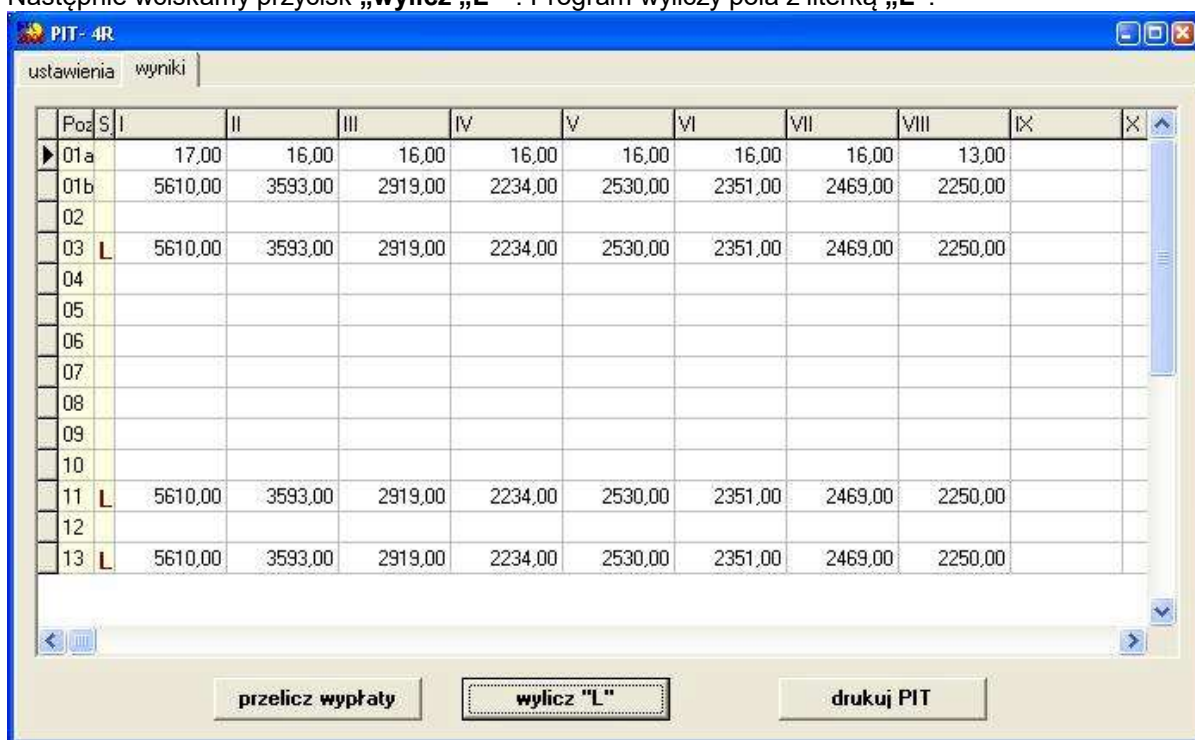 Następnie wciskamy przycisk „wylicz „L" ". Program wyliczy pola z literką „L".
PIT- 4R
ustawienia wyniki
Poz S. I II III IV V VI VII VIII IX X
01a 17,00 16,00 16,00 16,00 16,00 16,00 16,00 13,00
01b 5610,00 3593,00 2919,00 2234,00 2530,00 2351,00 2469,00 2250,00
02
03 L 5610,00 3593,00 2919,00 2234,00 2530,00 2351,00 2469,00 2250,00
04
05
06
07
08
09
10
11 L 5610,00 3593,00 2919,00 2234,00 2530,00 2351,00 2469,00 2250,00
12
13 L 5610,00 3593,00 2919,00 2234,00 2530,00 2351,00 2469,00 2250,00
przelicz wypłaty wylicz "L" drukuj PIT